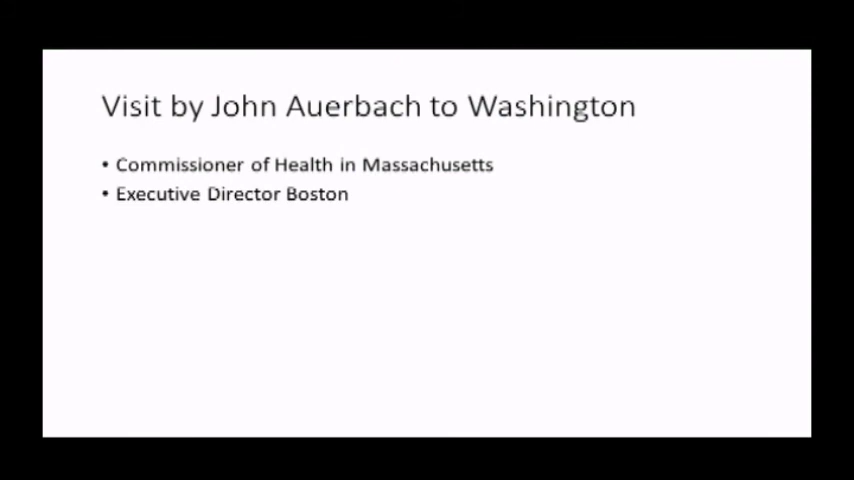 Visit by John Auerbach to Washington
• Commissioner of Health in Massachusetts
• Executive Director Boston